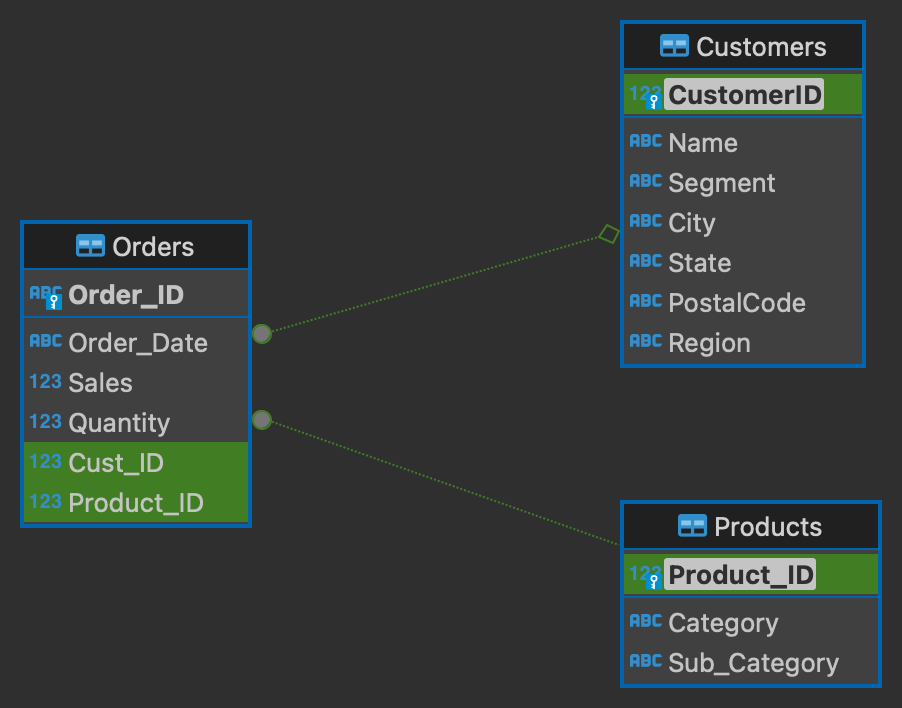 Customers
123 CustomerID
ABC Name
ABC Segment
ABC City
ABC State
ABC PostalCode
ABC Region
Orders
ABC Order_ID
ABC Order_Date
123 Sales
123 Quantity
123 Cust_ID
123 Product_ID
Products
123 Product_ID
ABC Category
ABC Sub_Category